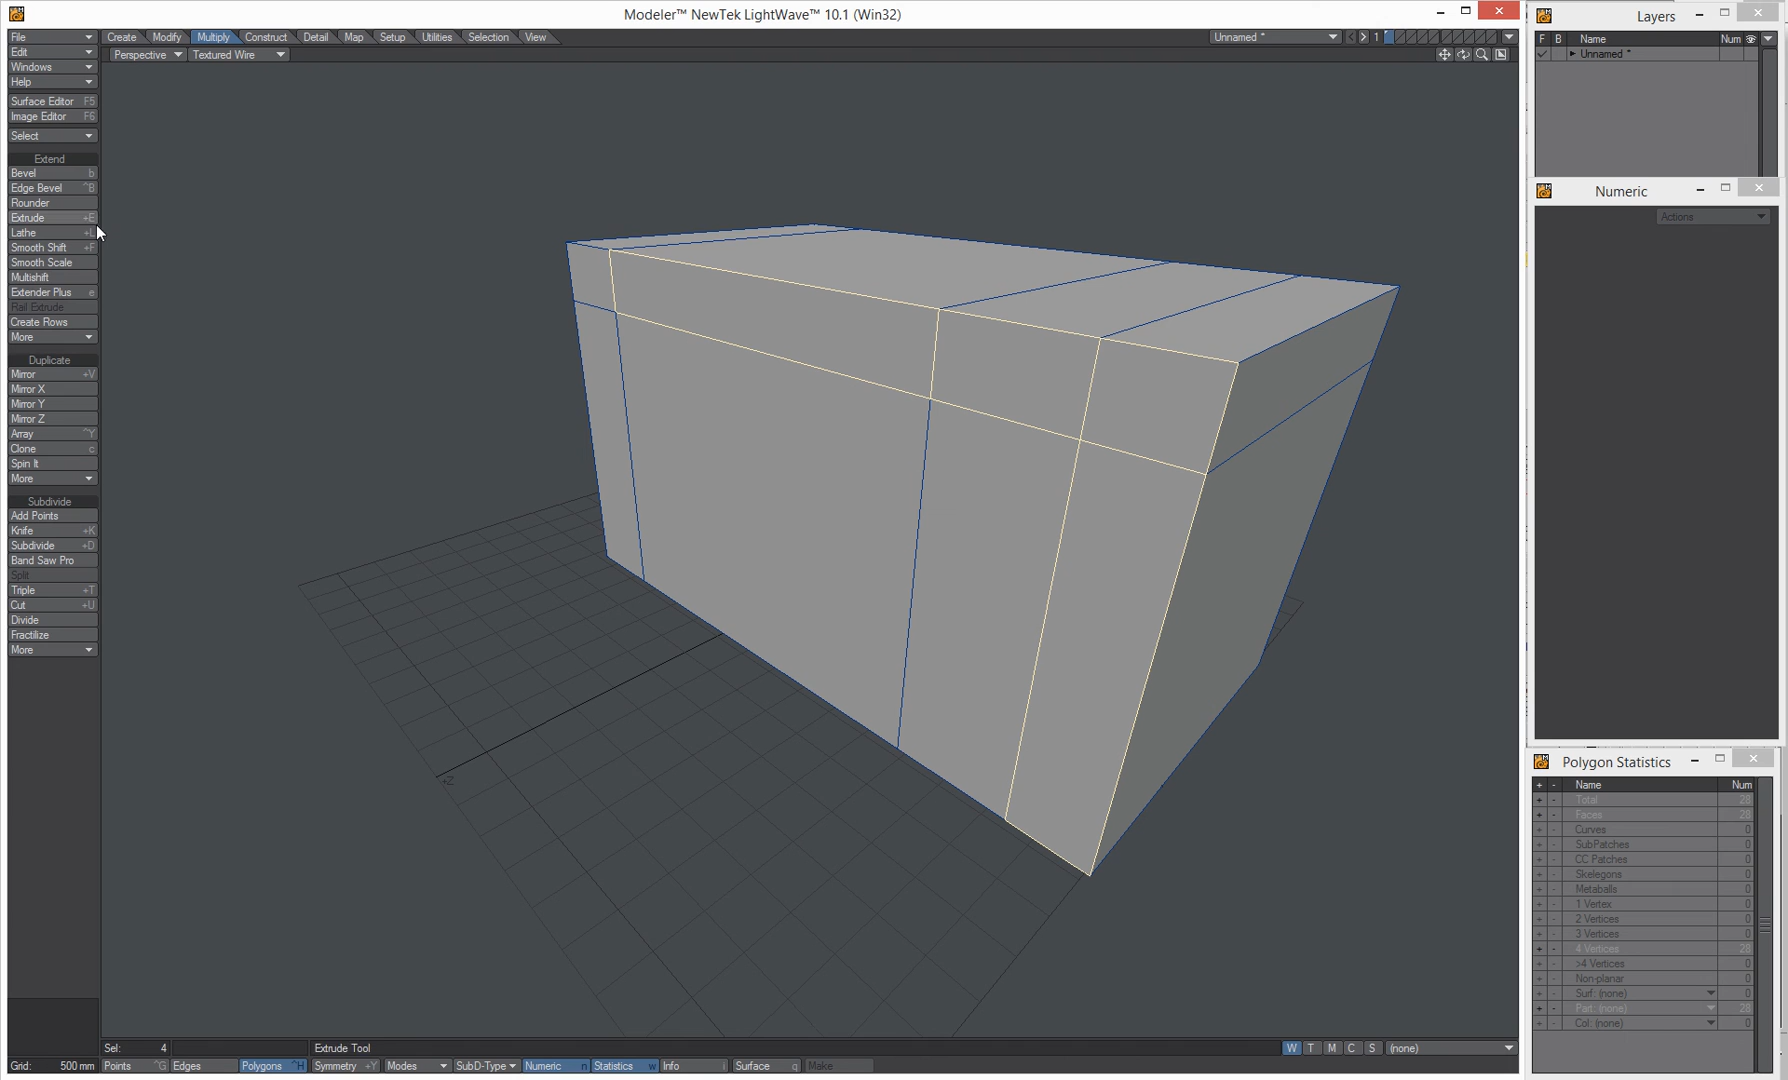 Modeler™ NewTek LightWave™ 10.1 (Win32)
File
Edit
Windows
Help
Surface Editor F5
Image Editor F6
Select
Extend
Bevel b
Edge Bevel ^B
Rounder
Extrude +E
Lathe +L
Smooth Shift +F
Smooth Scale
Multishift
Extender Plus e
Rail Extrude
Create Rows
More
Duplicate
Mirror +V
Mirror X
Mirror Y
Mirror Z
Array ^Y
Clone c
Spin It
More
Subdivide
Add Points
Knife +K
Subdivide +D
Band Saw Pro
Split
Triple +T
Cut +U
Divide
Fractilize
More
Create Modify Multiply Construct Detail Map Setup Utilities Selection View
Unnamed * 1
Perspective Textured Wire
Z
Sel: 4 Extrude Tool W T M C S (none)
Grid: 500 mm Points ^G Edges Polygons ^H Symmetry +Y Modes SubD-Type Numeric n Statistics w Info i Surface q Make
Layers
F B Name Num
Unnamed *
Numeric
Actions
Polygon Statistics
+ - Name Num
+ - Total 28
+ - Faces 28
+ - Curves 0
+ - SubPatches 0
+ - CC Patches 0
+ - Skelegons 0
+ - Metaballs 0
+ - 1 Vertex 0
+ - 2 Vertices 0
+ - 3 Vertices 0
+ - 4 Vertices 28
+ - >4 Vertices 0
+ - Non-planar 0
+ - Surf: (none) 0
+ - Part: (none) 28
+ - Col: (none) 0